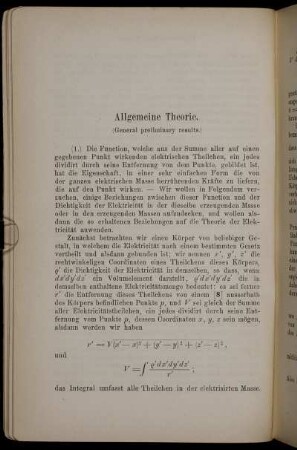 Allgemeine Theorie.
(General preliminary results.)
(1.) Die Function, welche aus der Summe aller auf einen
gegebenen Punkt wirkenden elektrischen Theilchen, ein jedes
dividirt durch seine Entfernung von dem Punkte, gebildet ist,
hat die Eigenschaft, in einer sehr einfachen Form die von
der ganzen elektrischen Masse herrührenden Kräfte zu liefern,
die auf den Punkt wirken. — Wir wollen in Folgendem ver-
suchen, einige Beziehungen zwischen dieser Function und der
Dichtigkeit der Elektricität in der dieselbe erzeugenden Masse
oder in den erzeugenden Massen aufzudecken, und wollen als-
dann die so erhaltenen Beziehungen auf die Theorie der Elek-
tricität anwenden.
Zunächst betrachten wir einen Körper von beliebiger Ge-
stalt, in welchem die Elektricität nach einem bestimmten Gesetz
vertheilt und alsdann gebunden ist; wir nennen x', y', z' die
rechtwinkeligen Coordinaten eines Theilchens dieses Körpers,
ϱ' die Dichtigkeit der Elektricität in demselben, so dass, wenn
dx'dy'dz' ein Volumelement darstellt, ϱ'dx'dy'dz' die in
demselben enthaltene Elektricitätsmenge bedeutet; es sei ferner
r' die Entfernung dieses Theilchens von einem [8] ausserhalb
des Körpers befindlichen Punkte p, und V sei gleich der Summe
aller Elektricitätstheilchen, ein jedes dividirt durch seine Entfer-
nung vom Punkte p, dessen Coordinaten x, y, z sein mögen,
alsdann werden wir haben
r' = √(x' − x)² + (y' − y)² + (z' − z)² ,
und
V = ∫ ϱ'dx'dy'dz' / r' ,
das Integral umfasst alle Theilchen in der elektrisirten Masse.